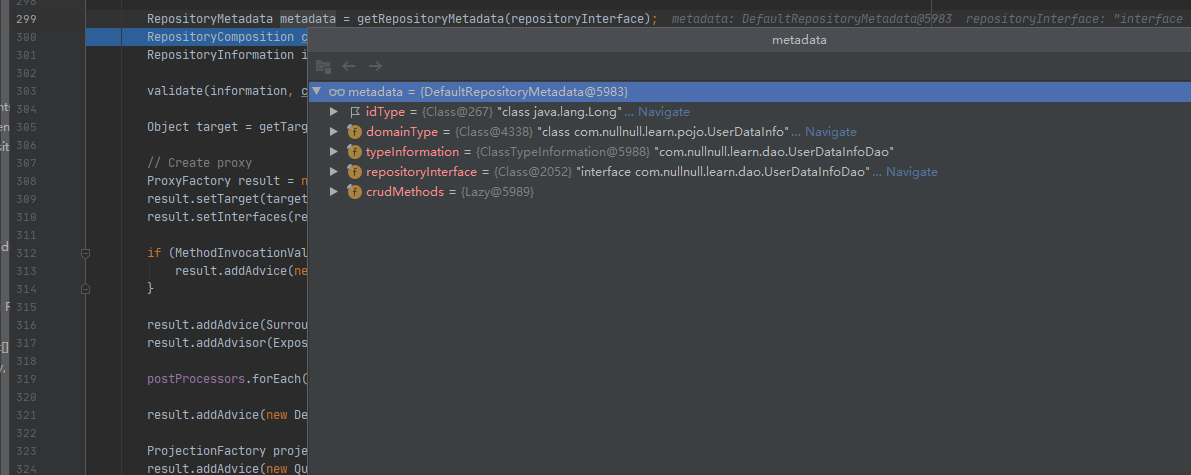 298
299 RepositoryMetadata metadata = getRepositoryMetadata(repositoryInterface); metadata: DefaultRepositoryMetadata@5983 repositoryInterface: "interface
300 RepositoryComposition c
metadata
301 RepositoryInformation i
302
303 validate(information, c
metadata = {DefaultRepositoryMetadata@5983}
304
idType = {Class@267} "class java.lang.Long"... Navigate
305 Object target = getTarg
domainType = {Class@4338} "class com.nullnull.learn.pojo.UserDataInfo"... Navigate
306
typeInformation = {ClassTypeInformation@5988} "com.nullnull.learn.dao.UserDataInfoDao"
307 // Create proxy
repositoryInterface = {Class@2052} "interface com.nullnull.learn.dao.UserDataInfoDao"... Navigate
308 ProxyFactory result = n
crudMethods = {Lazy@5989}
309 result.setTarget(target
310 result.setInterfaces(re
311
312 if (MethodInvocationVal
313 result.addAdvice(ne
314 }
315
316 result.addAdvice(Surrou
317 result.addAdvisor(Expos
318
319 postProcessors.forEach(
320
321 result.addAdvice(new De
322
323 ProjectionFactory proje
324 result.addAdvice(new Qu